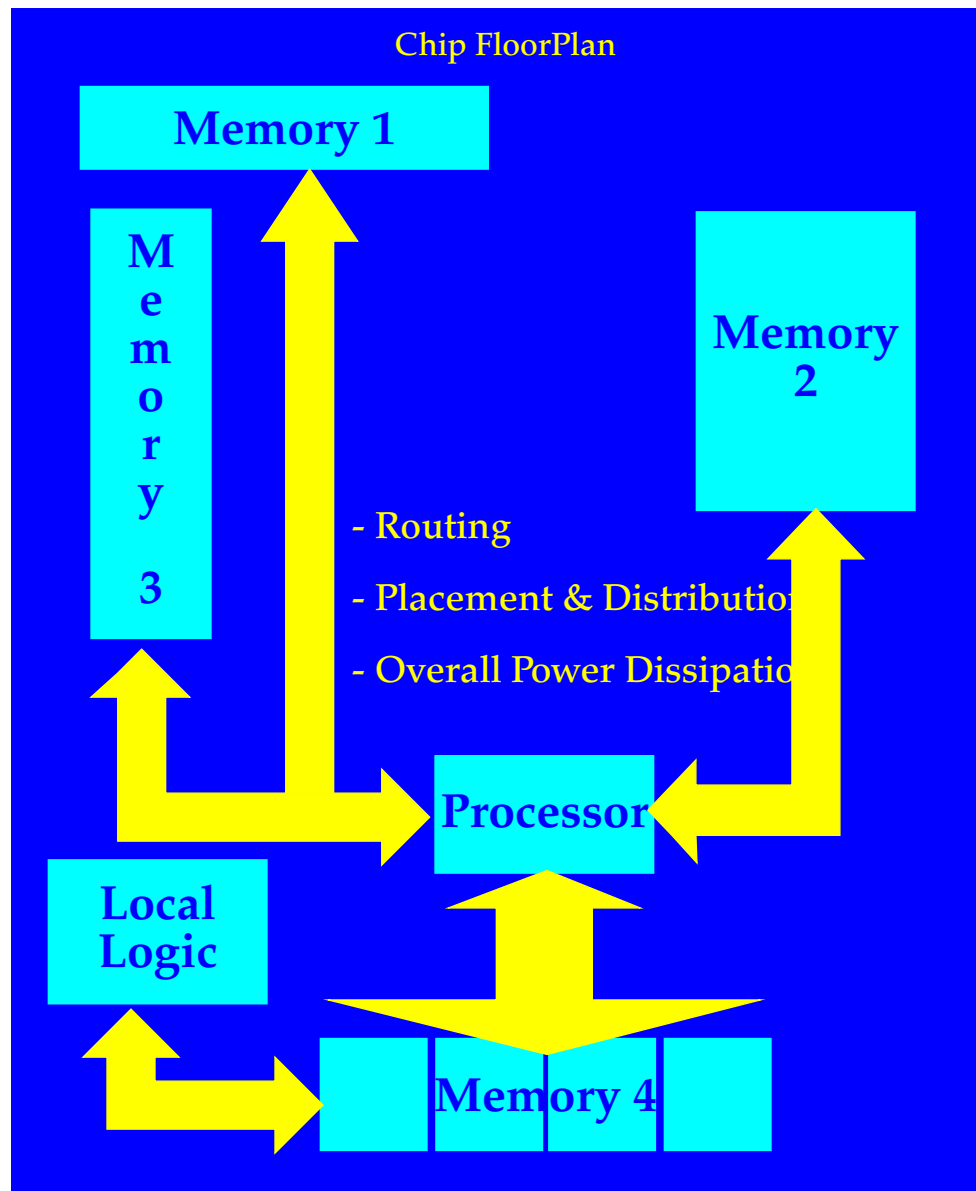 Chip FloorPlan
Memory 1
M
e
m
o
r
y
3
Memory
2
- Routing
- Placement & Distributio
- Overall Power Dissipatio
Processor
Local
Logic
Memory 4